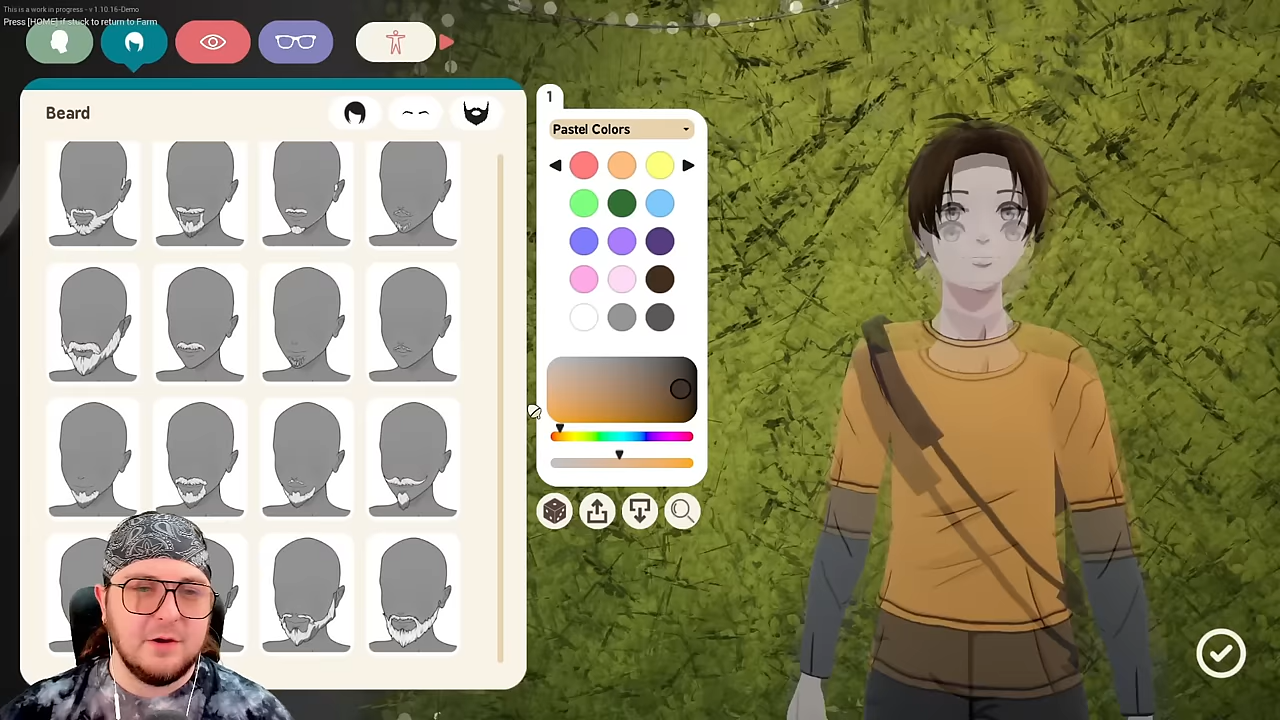 This is a work in progress - v 1.10.16-Demo
Press [HOME] if stuck to return to Farm
Beard
1
Pastel Colors